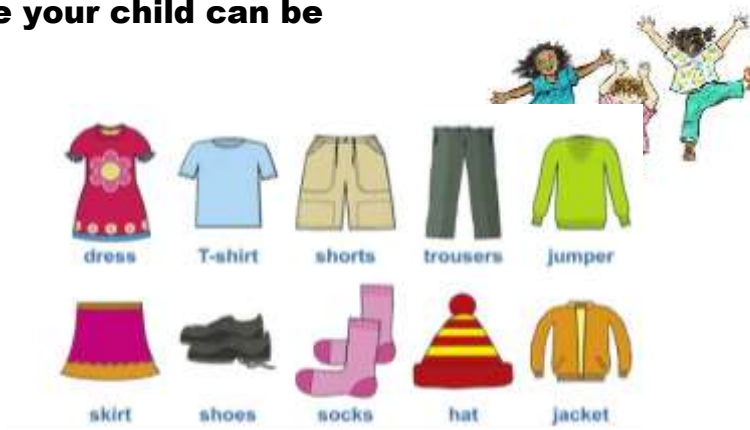 e your child can be
dress T-shirt shorts trousers jumper
skirt shoes socks hat jacket